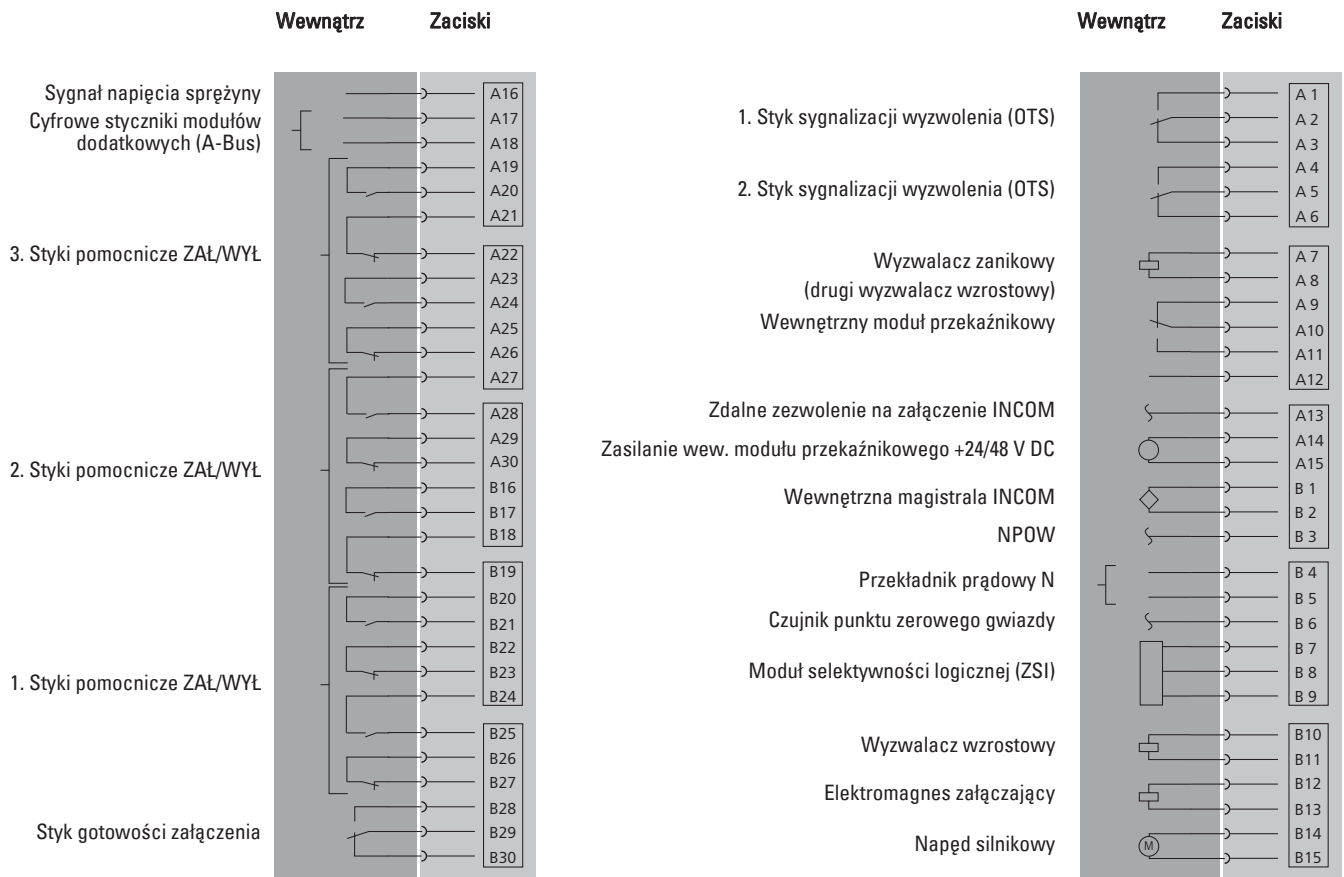 Wewnątrz Zaciski
Sygnał napięcia sprężyny
Cyfrowe styczniki modułów
dodatkowych (A-Bus)
3. Styki pomocnicze ZAŁ/WYŁ
2. Styki pomocnicze ZAŁ/WYŁ
1. Styki pomocnicze ZAŁ/WYŁ
Styk gotowości załączenia
A16
A17
A18
A19
A20
A21
A22
A23
A24
A25
A26
A27
A28
A29
A30
B16
B17
B18
B19
B20
B21
B22
B23
B24
B25
B26
B27
B28
B29
B30
Wewnątrz Zaciski
1. Styk sygnalizacji wyzwolenia (OTS)
2. Styk sygnalizacji wyzwolenia (OTS)
Wyzwalacz zanikowy
(drugi wyzwalacz wzrostowy)
Wewnętrzny moduł przekaźnikowy
Zdalne zezwolenie na załączenie INCOM
Zasilanie wew. modułu przekaźnikowego +24/48 V DC
Wewnętrzna magistrala INCOM
NPOW
Przekładnik prądowy N
Czujnik punktu zerowego gwiazdy
Moduł selektywności logicznej (ZSI)
Wyzwalacz wzrostowy
Elektromagnes załączający
Napęd silnikowy
M
A 1
A 2
A 3
A 4
A 5
A 6
A 7
A 8
A 9
A10
A11
A12
A13
A14
A15
B 1
B 2
B 3
B 4
B 5
B 6
B 7
B 8
B 9
B10
B11
B12
B13
B14
B15